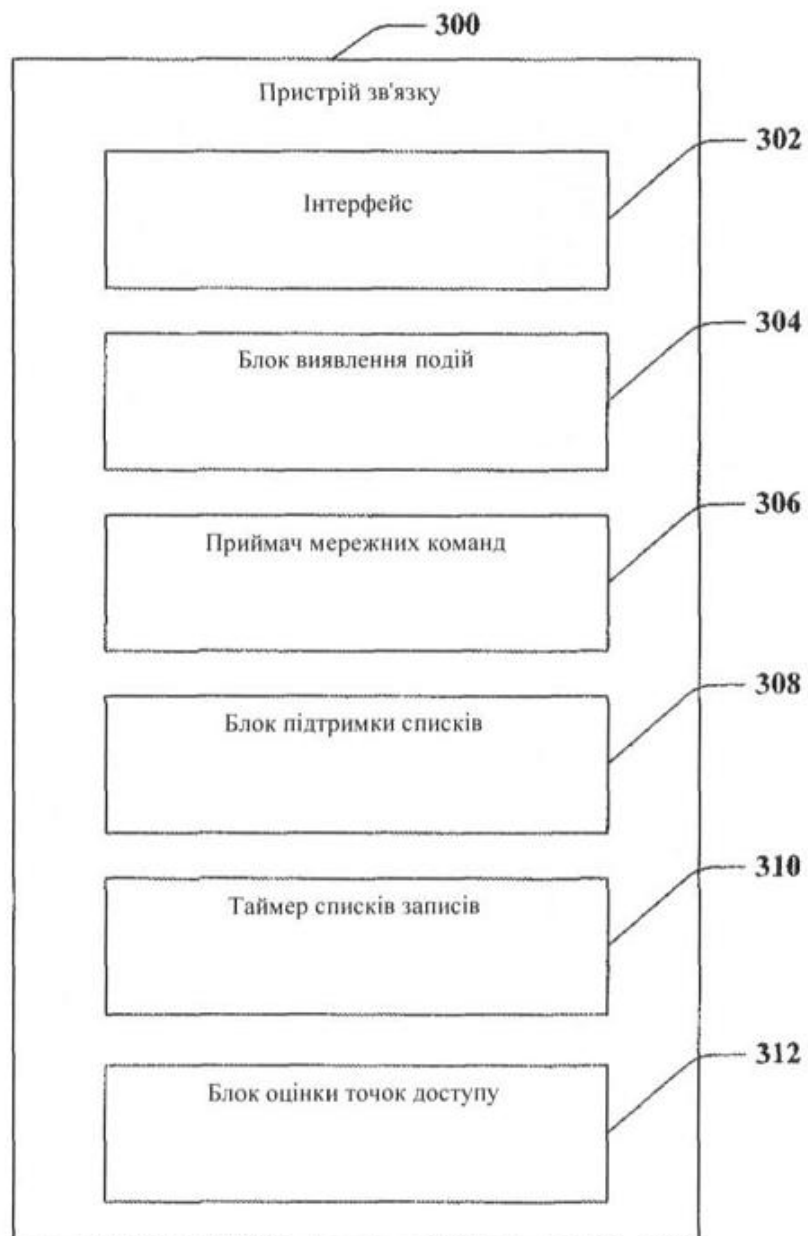 300
Пристрій зв'язку
302
Інтерфейс
304
Блок виявлення подій
306
Приймач мережних команд
308
Блок підтримки списків
310
Таймер списків записів
312
Блок оцінки точок доступу